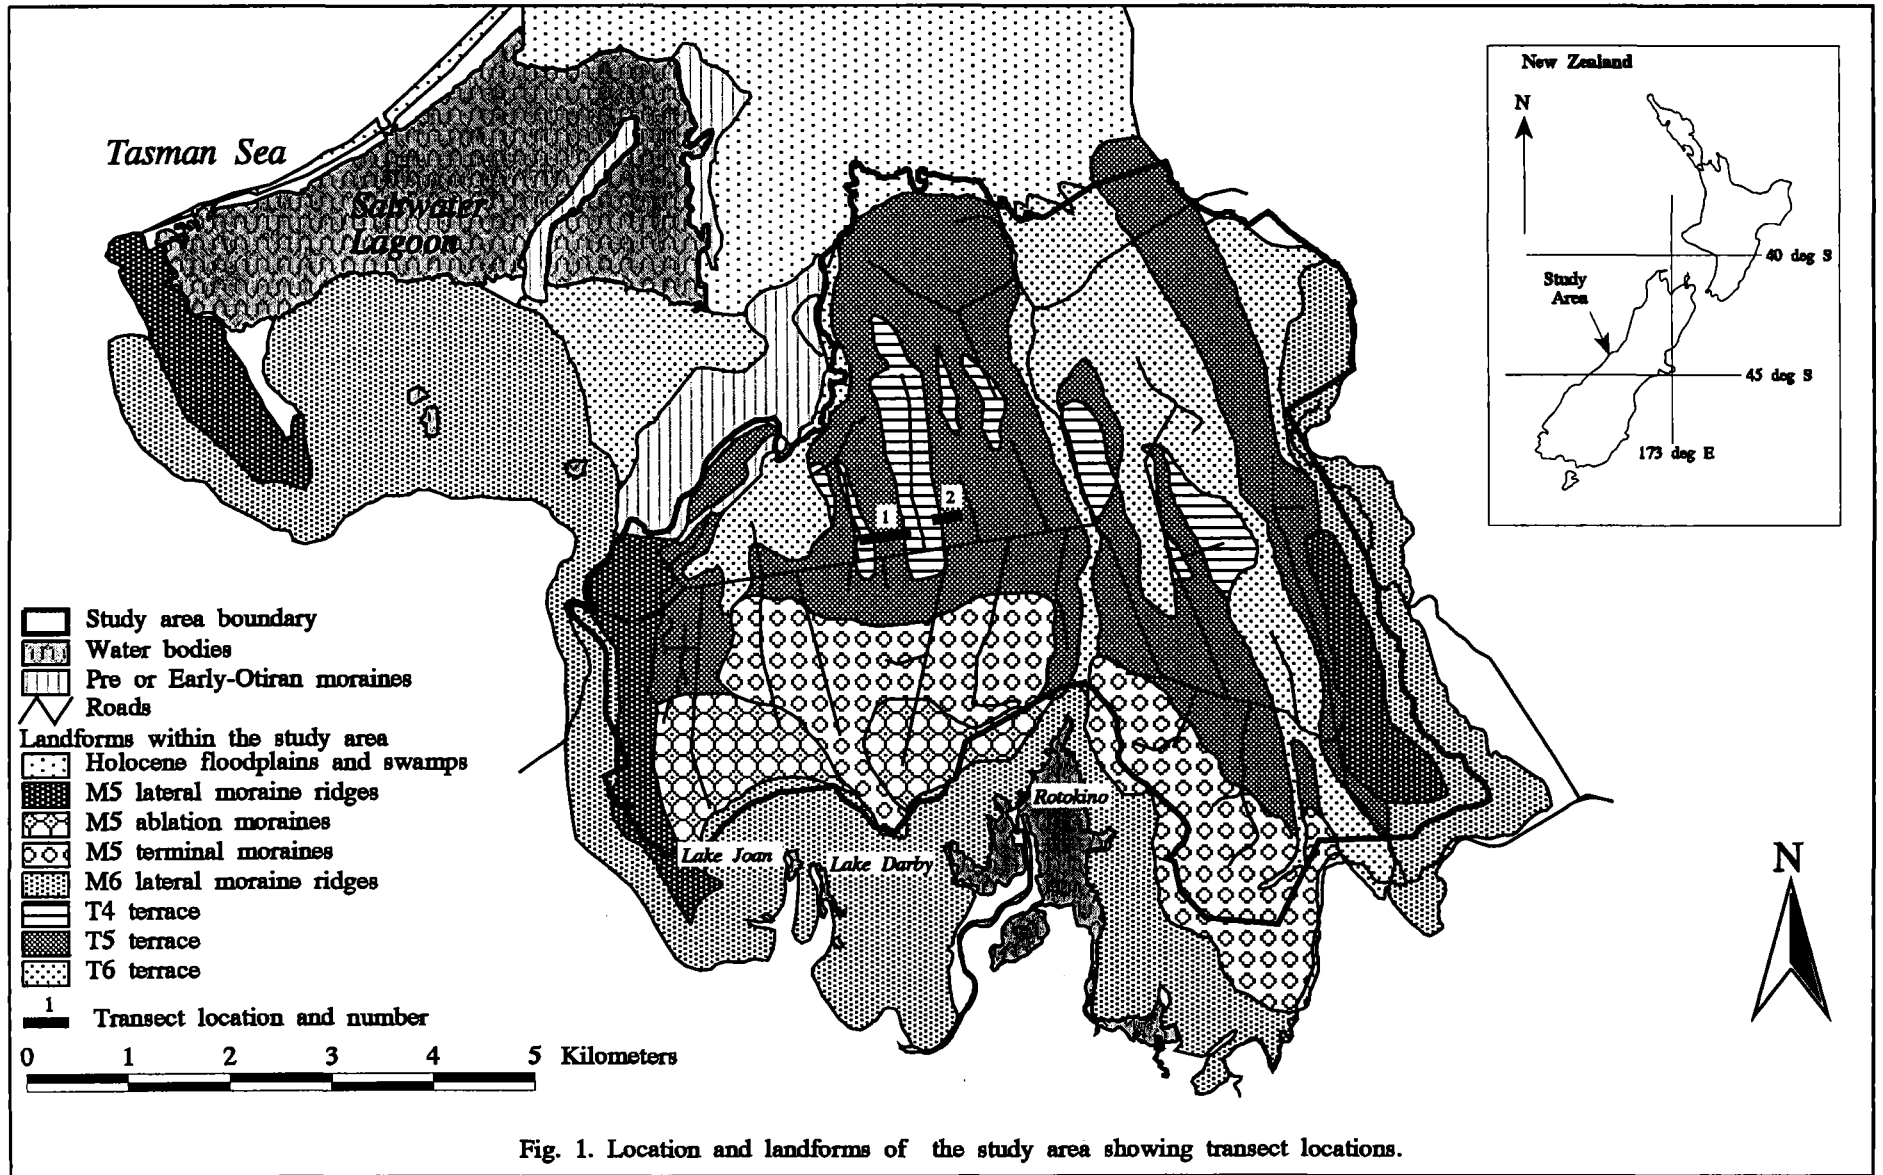 New Zealand
N
Tasman Sea
Saltwater
Lagoon
40 deg S
Study
Area
45 deg S
173 deg E
2
1
Study area boundary
Water bodies
Pre or Early-Otiran moraines
Roads
Landforms within the study area
Holocene floodplains and swamps
M5 lateral moraine ridges
M5 ablation moraines
M5 terminal moraines
M6 lateral moraine ridges
T4 terrace
T5 terrace
T6 terrace
1
Transect location and number
Rotokino
Lake Joan
Lake Darby
N
0 1 2 3 4 5 Kilometers
Fig. 1. Location and landforms of the study area showing transect locations.